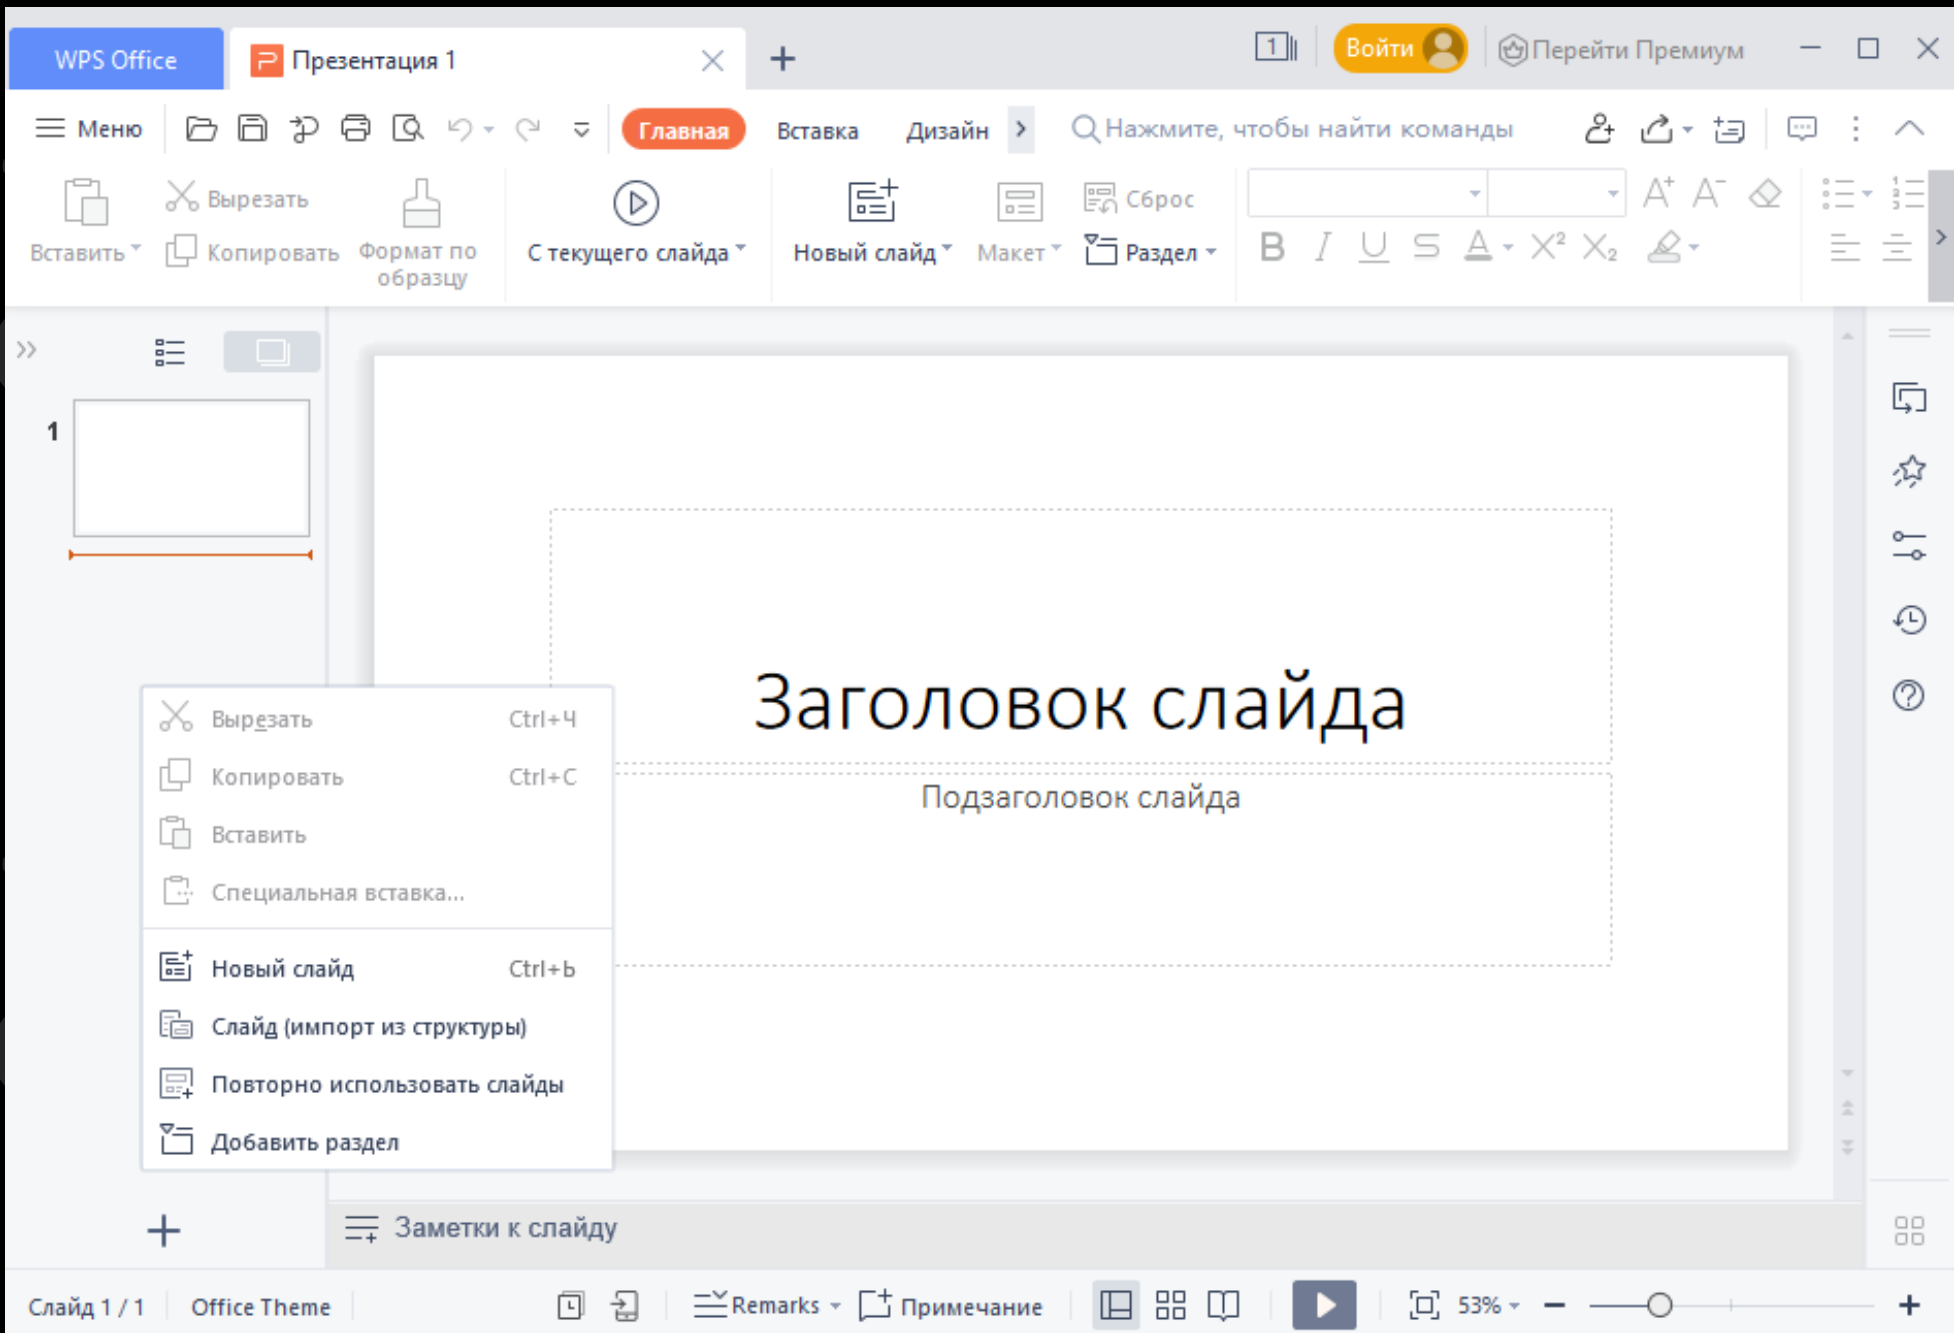 WPS Office
Презентация 1
1
Войти
Перейти Премиум
Меню
Главная
Вставка
Дизайн
Нажмите, чтобы найти команды
Вставить
Вырезать
Копировать
Формат по
образцу
С текущего слайда
Новый слайд
Макет
Сброс
Раздел
1
Заголовок слайда
Подзаголовок слайда
Вырезать Ctrl+Ч
Копировать Ctrl+C
Вставить
Специальная вставка...
Новый слайд Ctrl+Ь
Слайд (импорт из структуры)
Повторно использовать слайды
Добавить раздел
Заметки к слайду
Слайд 1 / 1
Office Theme
Remarks
Примечание
53%